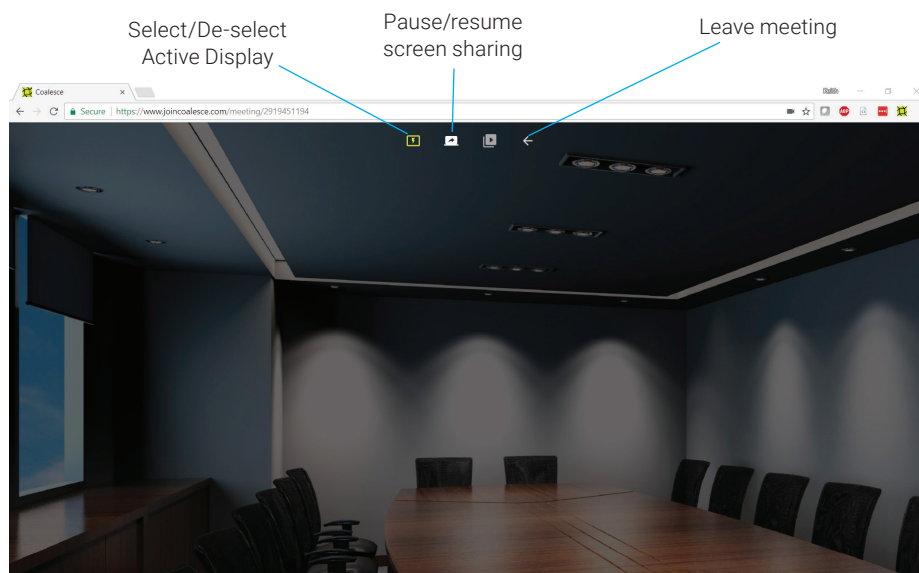 Select/De-select
Active Display
Pause/resume
screen sharing
Leave meeting
Coalesce
Secure https://www.joincoalesce.com/meeting/2919451194
ABP